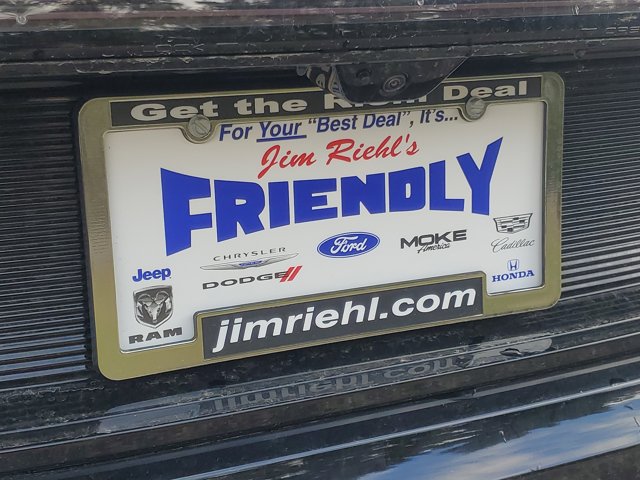 Get the Riehl Deal
For Your "Best Deal", It's...
Jim Riehl's
FRIENDLY
Jeep
RAM
CHRYSLER
DODGE
Ford
MOKE
America
Cadillac
HONDA
jimriehl.com